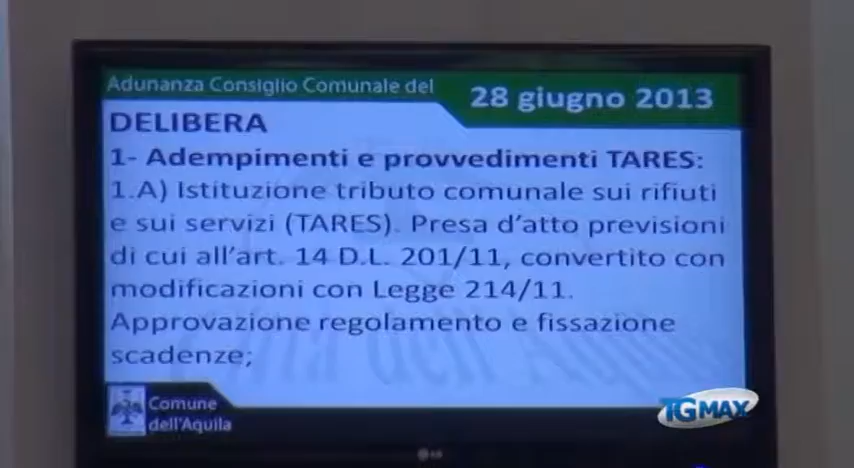 Adunanza Consiglio Comunale del
28 giugno 2013
DELIBERA
1- Adempimenti e provvedimenti TARES:
1.A) Istituzione tributo comunale sui rifiuti
e sui servizi (TARES). Presa d'atto previsioni
di cui all'art. 14 D.L. 201/11, convertito con
modificazioni con Legge 214/11.
Approvazione regolamento e fissazione
scadenze;
Comune
dell'Aquila
TGMAX